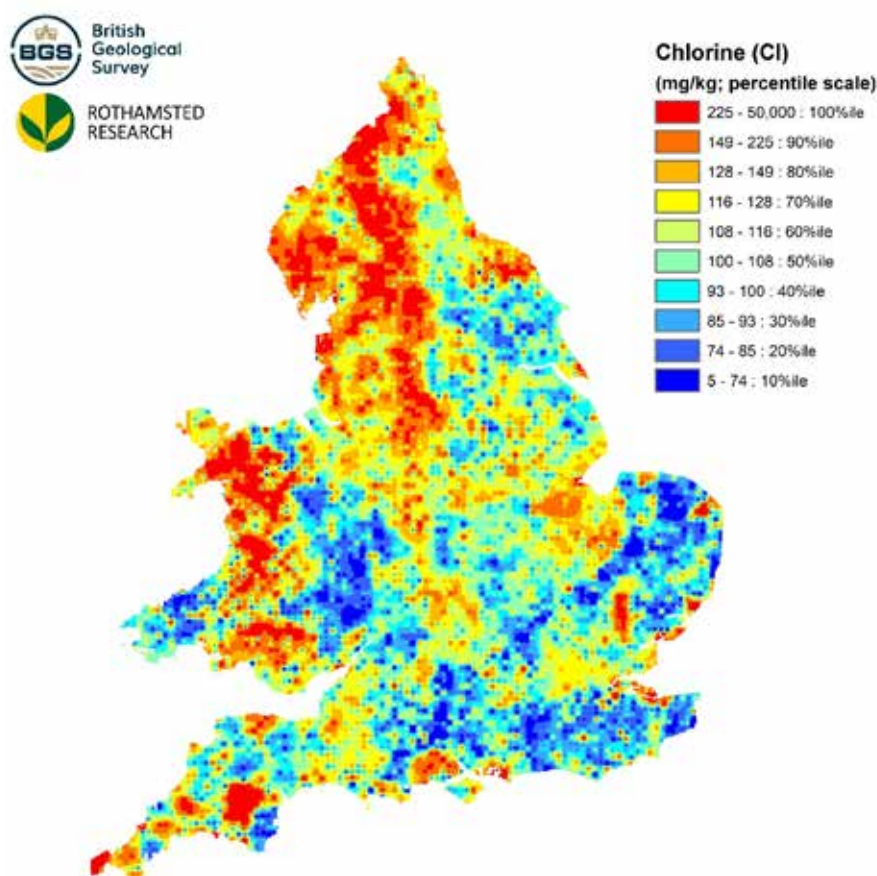 BGS
British
Geological
Survey
ROTHAMSTED
RESEARCH
Chlorine (Cl)
(mg/kg; percentile scale)
225 - 50,000 : 100%ile
149 - 225 : 90%ile
128 - 149 : 80%ile
116 - 128 : 70%ile
108 - 116 : 60%ile
100 - 108 : 50%ile
93 - 100 : 40%ile
85 - 93 : 30%ile
74 - 85 : 20%ile
5 - 74 : 10%ile